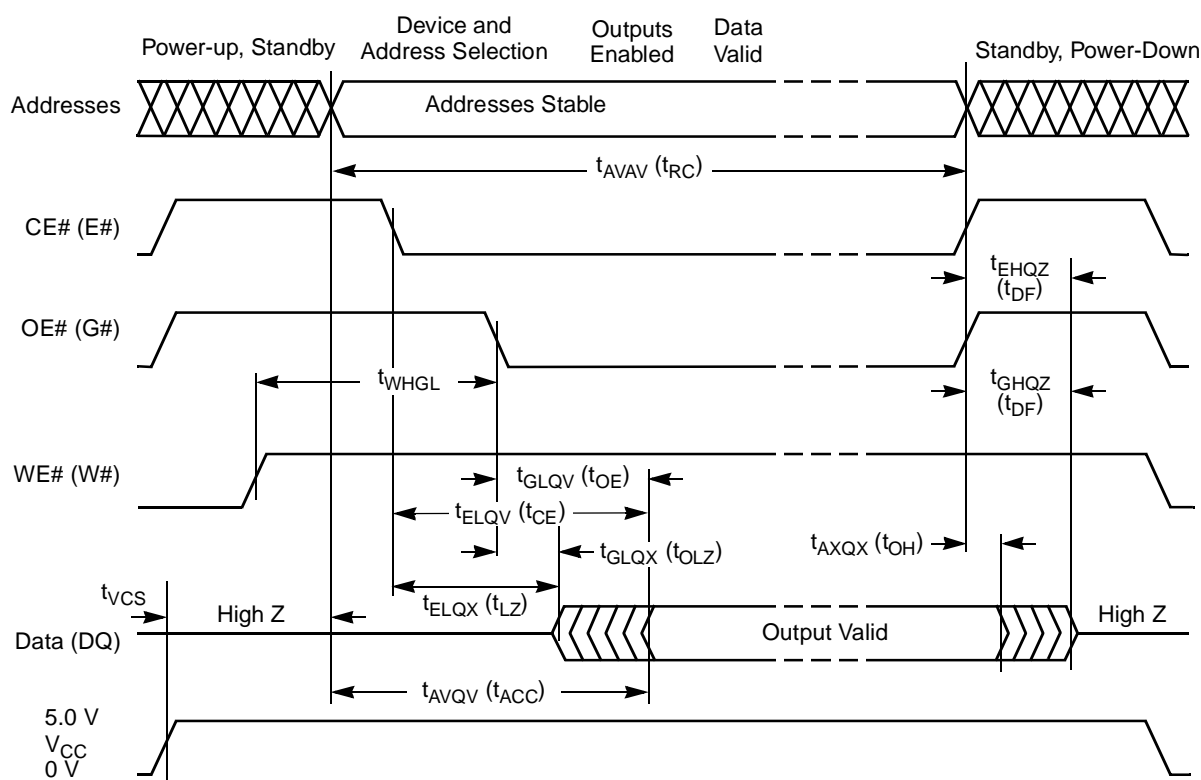 Power-up, Standby
Device and
Address Selection
Outputs
Enabled
Data
Valid
Standby, Power-Down
Addresses
Addresses Stable
tAVAV (tRC)
CE# (E#)
tEHQZ
(tDF)
OE# (G#)
tWHGL
tGHQZ
(tDF)
WE# (W#)
tGLQV (tOE)
tELQV (tCE)
tGLQX (tOLZ)
tAXQX (tOH)
tVCS
tELQX (tLZ)
High Z
High Z
Data (DQ)
Output Valid
tAVQV (tACC)
5.0 V
VCC
0 V